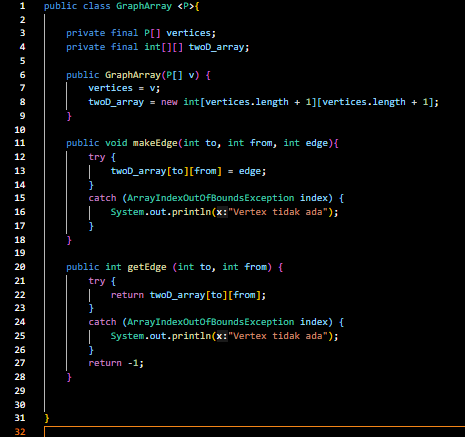 1 public class GraphArray <P>{
2
3 private final P[] vertices;
4 private final int[][] twoD_array;
5
6 public GraphArray(P[] v) {
7 vertices = v;
8 twoD_array = new int[vertices.length + 1][vertices.length + 1];
9 }
10
11 public void makeEdge(int to, int from, int edge){
12 try {
13 twoD_array[to][from] = edge;
14 }
15 catch (ArrayIndexOutOfBoundsException index) {
16 System.out.println(x:"Vertex tidak ada");
17 }
18 }
19
20 public int getEdge (int to, int from) {
21 try {
22 return twoD_array[to][from];
23 }
24 catch (ArrayIndexOutOfBoundsException index) {
25 System.out.println(x:"Vertex tidak ada");
26 }
27 return -1;
28 }
29
30
31 }
32